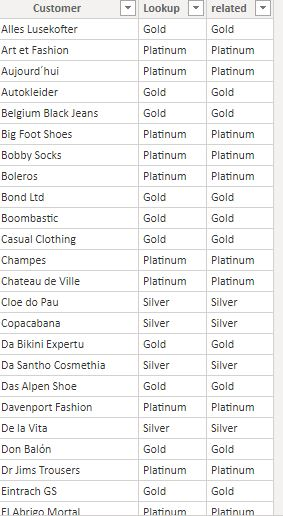 Customer Lookup related
Alles Lusekofter Gold Gold
Art et Fashion Platinum Platinum
Aujourd´hui Platinum Platinum
Autokleider Gold Gold
Belgium Black Jeans Gold Gold
Big Foot Shoes Platinum Platinum
Bobby Socks Platinum Platinum
Boleros Platinum Platinum
Bond Ltd Gold Gold
Boombastic Gold Gold
Casual Clothing Gold Gold
Champes Platinum Platinum
Chateau de Ville Platinum Platinum
Cloe do Pau Silver Silver
Copacabana Silver Silver
Da Bikini Expertu Gold Gold
Da Santho Cosmethia Silver Silver
Das Alpen Shoe Gold Gold
Davenport Fashion Platinum Platinum
De la Vita Silver Silver
Don Balón Gold Gold
Dr Jims Trousers Platinum Platinum
Eintrach GS Gold Gold
El Abrigo Mortal Platinum Platinum